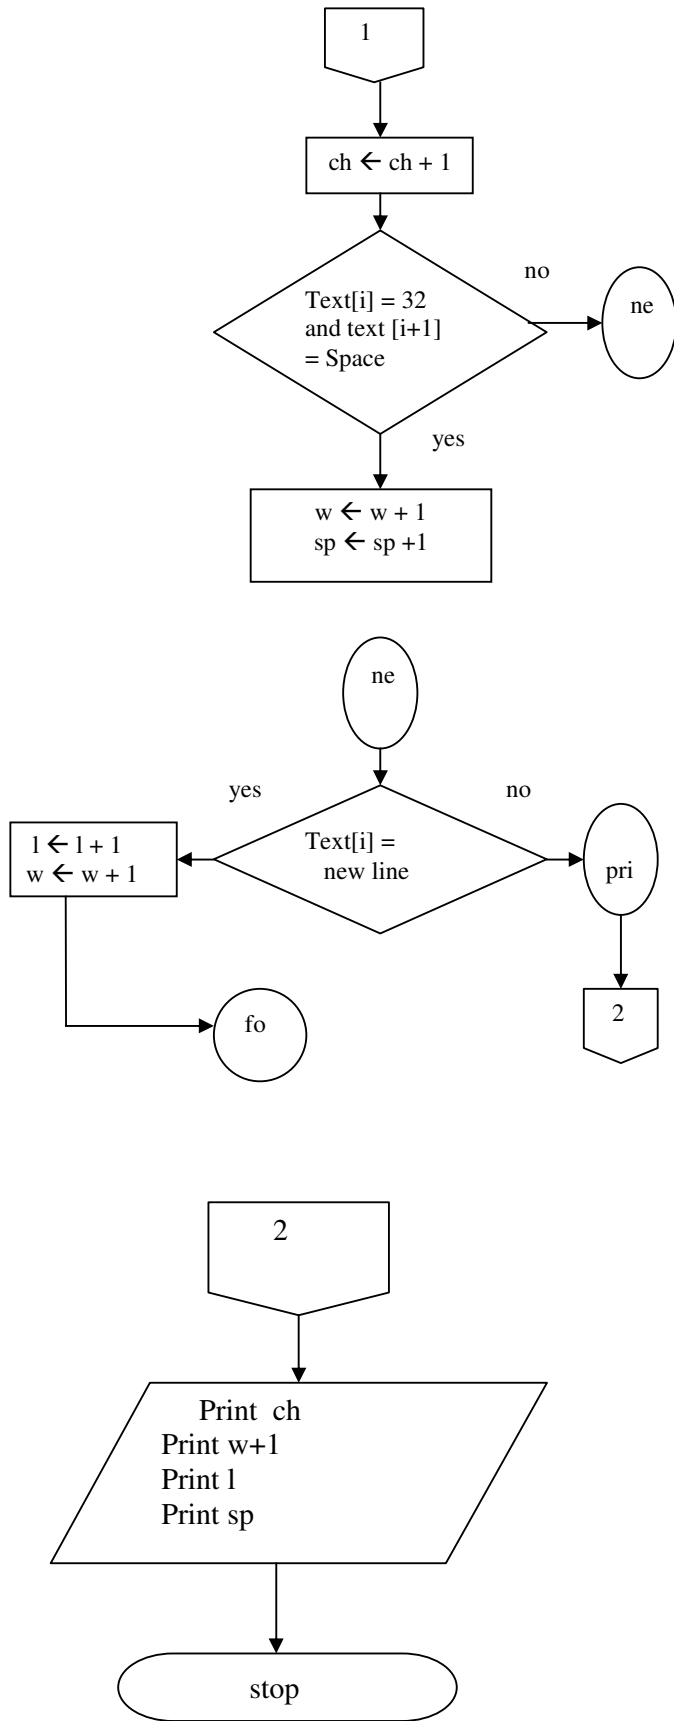 1
ch ← ch + 1
no
Text[i] = 32
and text [i+1]
= Space
ne
yes
w ← w + 1
sp ← sp +1
ne
yes
no
l ← l + 1
w ← w + 1
Text[i] =
new line
pri
fo
2
2
Print ch
Print w+1
Print l
Print sp
stop